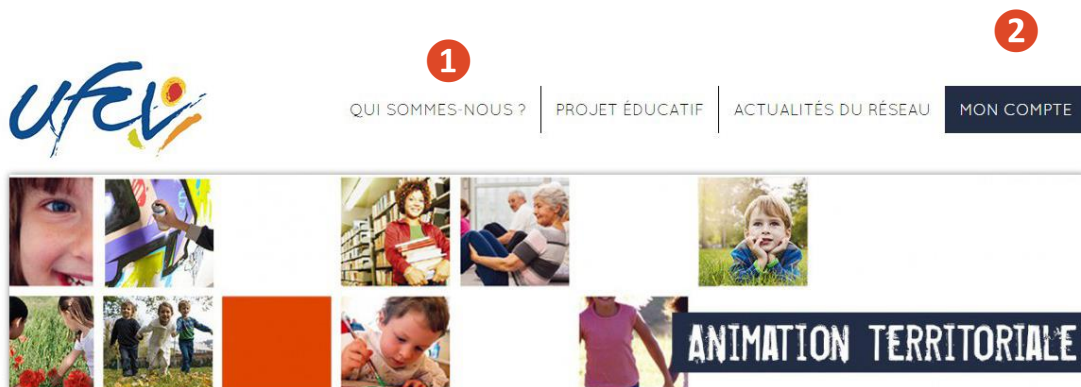 2
1
ufcv
QUI SOMMES-NOUS ? PROJET ÉDUCATIF ACTUALITÉS DU RÉSEAU MON COMPTE
ANIMATION TERRITORIALE